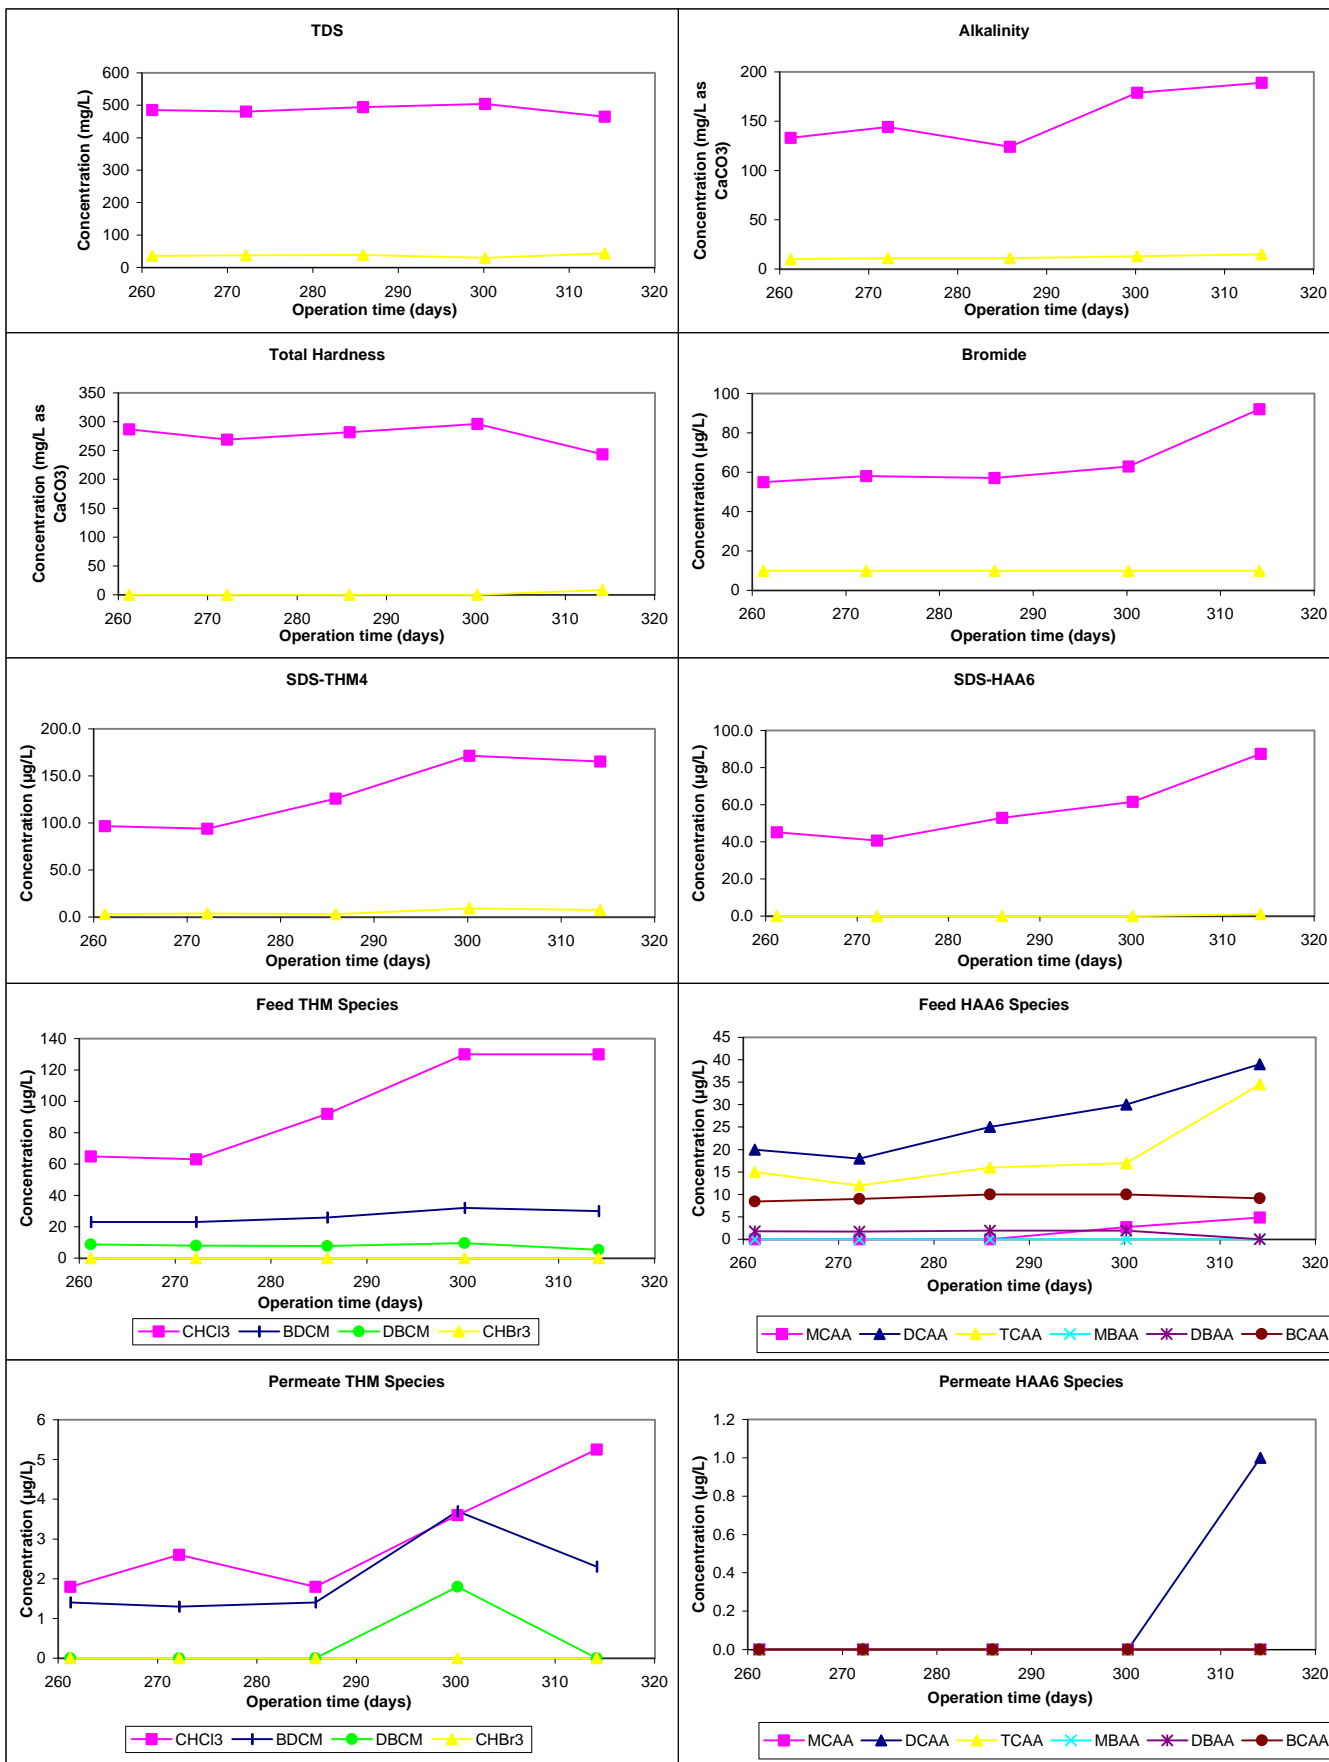 TDS
Concentration (mg/L)
600
500
400
300
200
100
0
260 270 280 290 300 310 320
Operation time (days)
Alkalinity
Concentration (mg/L as
CaCO3)
200
150
100
50
0
260 270 280 290 300 310 320
Operation time (days)
Total Hardness
Concentration (mg/L as
CaCO3)
350
300
250
200
150
100
50
0
260 270 280 290 300 310 320
Operation time (days)
Bromide
Concentration (µg/L)
100
80
60
40
20
0
260 270 280 290 300 310 320
Operation time (days)
SDS-THM4
Concentration (µg/L)
200.0
150.0
100.0
50.0
0.0
260 270 280 290 300 310 320
Operation time (days)
SDS-HAA6
Concentration (µg/L)
100.0
80.0
60.0
40.0
20.0
0.0
260 270 280 290 300 310 320
Operation time (days)
Feed THM Species
Concentration (µg/L)
140
120
100
80
60
40
20
0
260 270 280 290 300 310 320
Operation time (days)
CHCl3 BDCM DBCM CHBr3
Feed HAA6 Species
Concentration (µg/L)
45
40
35
30
25
20
15
10
5
0
260 270 280 290 300 310 320
Operation time (days)
MCAA DCAA TCAA MBAA DBAA BCAA
Permeate THM Species
Concentration (µg/L)
6
5
4
3
2
1
0
260 270 280 290 300 310 320
Operation time (days)
CHCl3 BDCM DBCM CHBr3
Permeate HAA6 Species
Concentration (µg/L)
1.2
1.0
0.8
0.6
0.4
0.2
0.0
260 270 280 290 300 310 320
Operation time (days)
MCAA DCAA TCAA MBAA DBAA BCAA